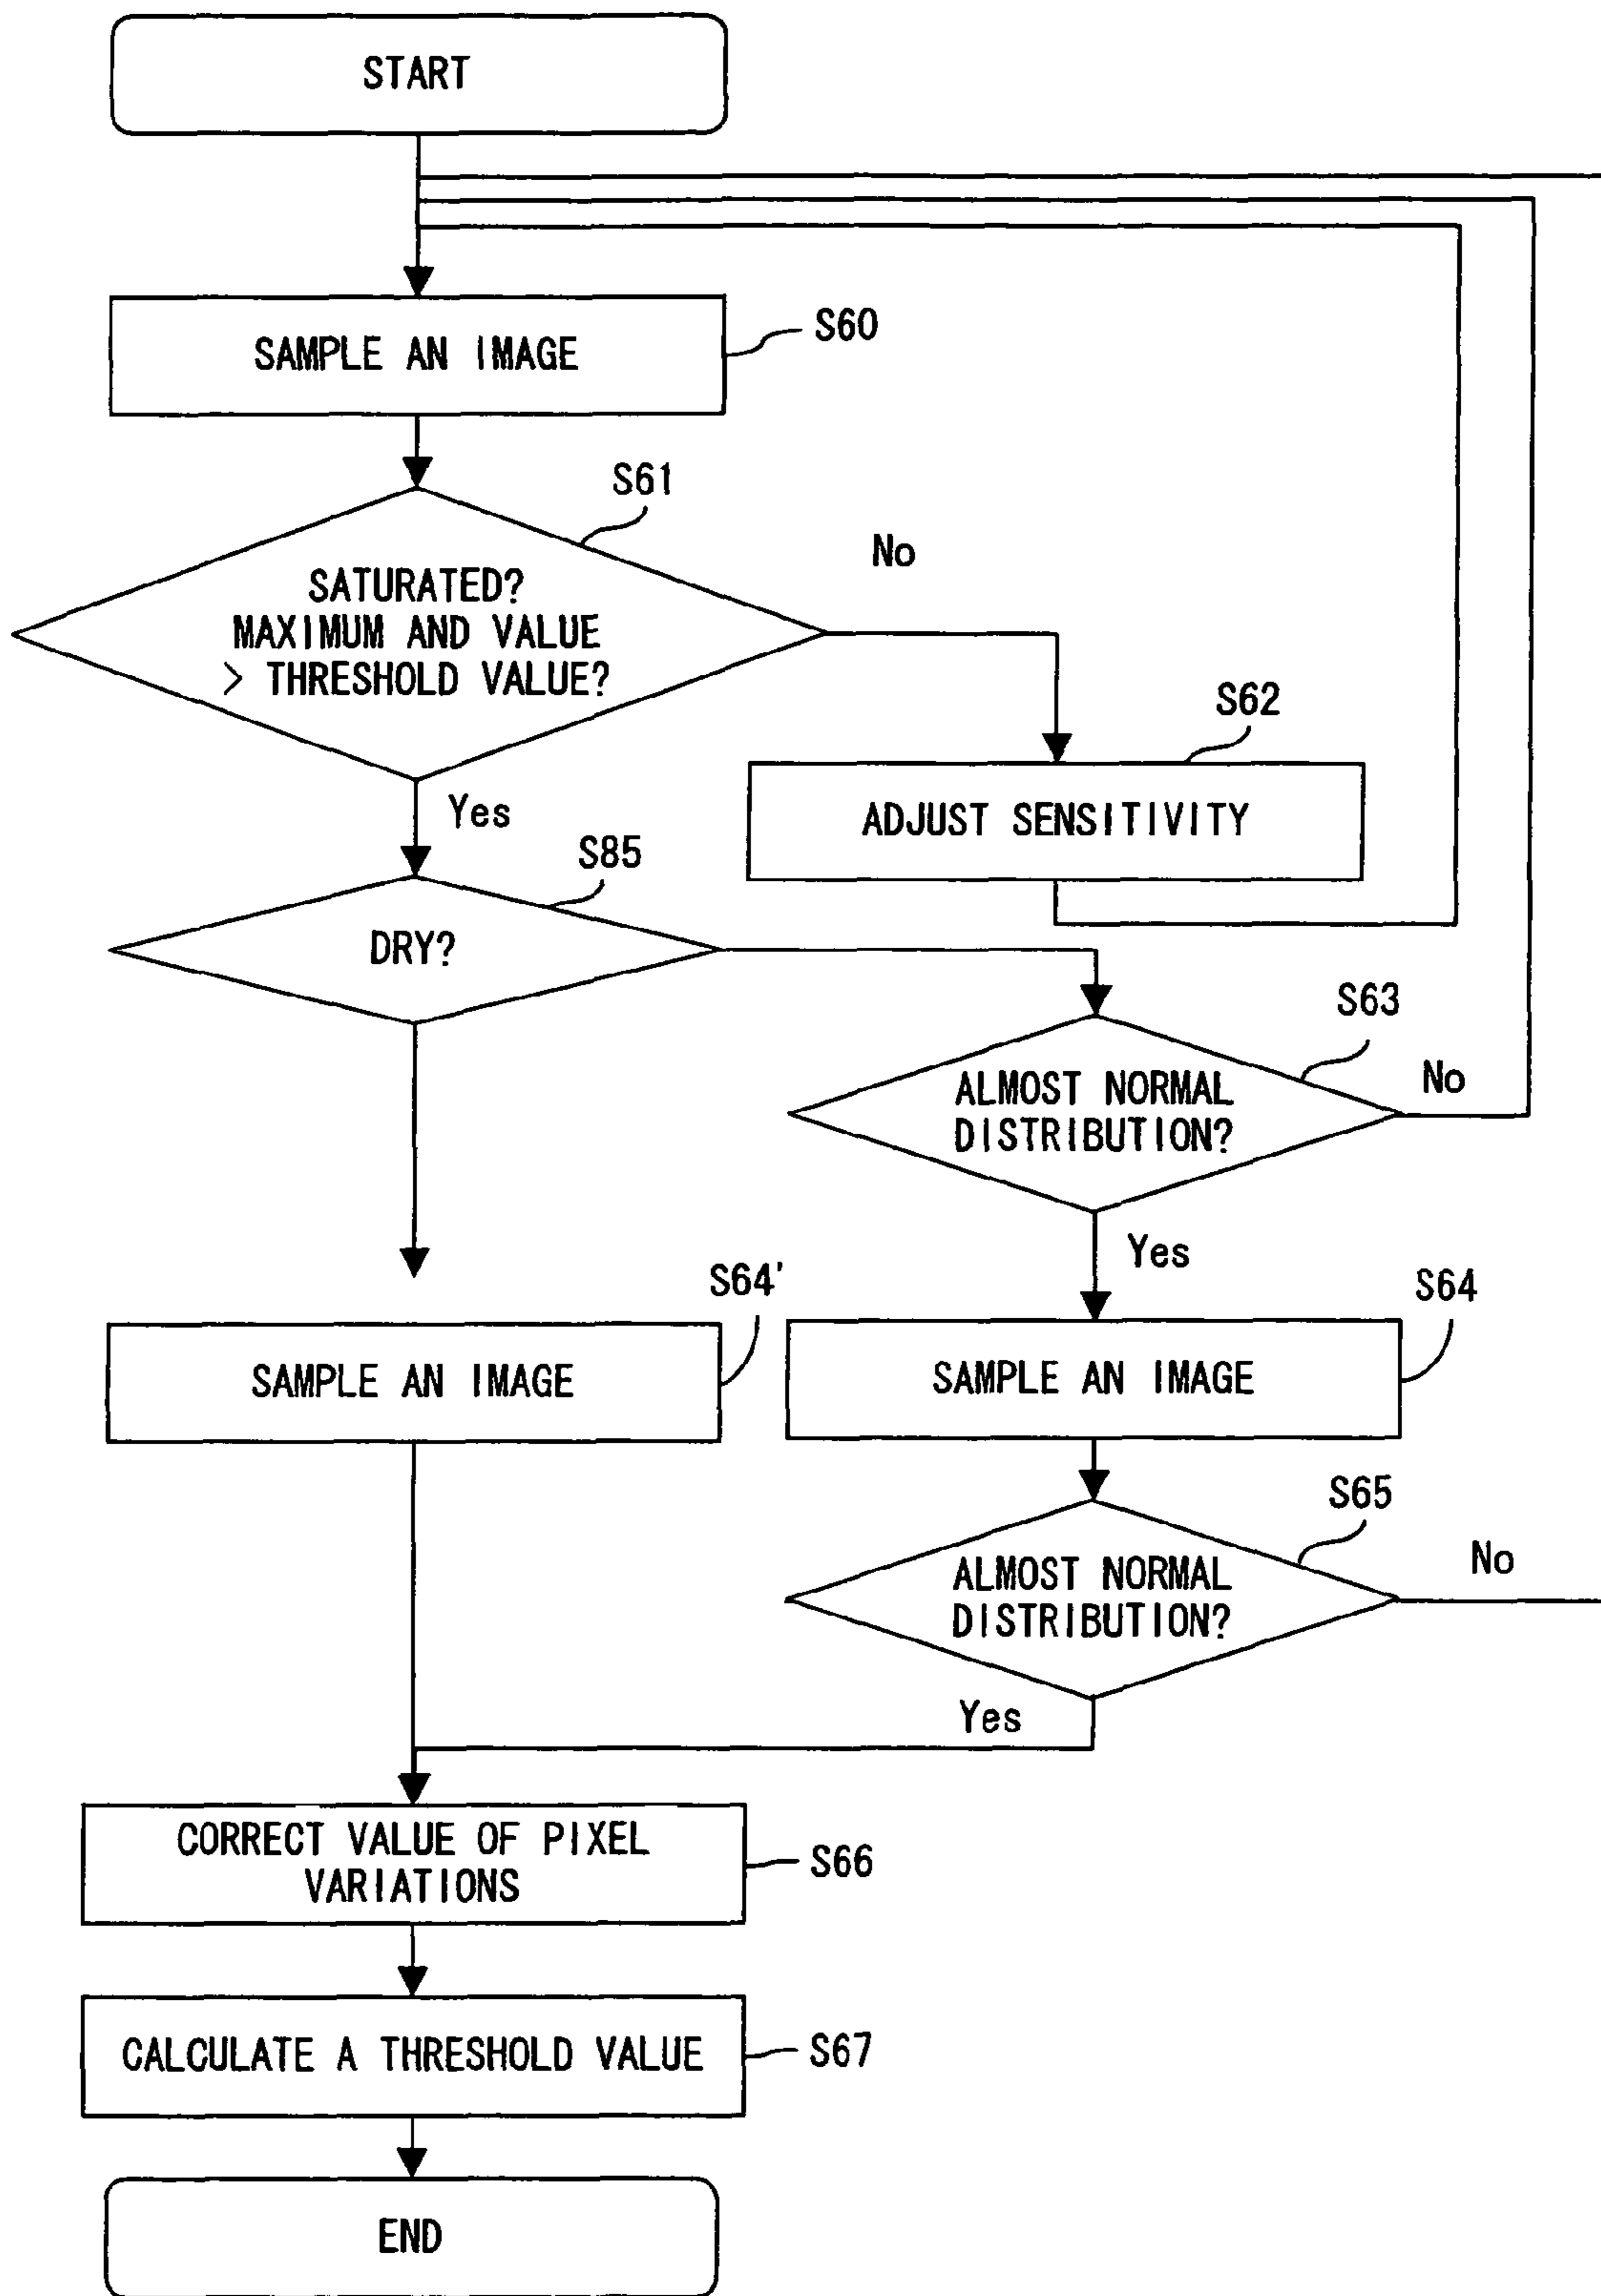 START
SAMPLE AN IMAGE
S60
S61
SATURATED?
MAXIMUM AND VALUE
> THRESHOLD VALUE?
No
Yes
S62
ADJUST SENSITIVITY
S85
DRY?
S63
ALMOST NORMAL
DISTRIBUTION?
No
Yes
S64'
SAMPLE AN IMAGE
S64
SAMPLE AN IMAGE
S65
ALMOST NORMAL
DISTRIBUTION?
No
Yes
CORRECT VALUE OF PIXEL
VARIATIONS
S66
CALCULATE A THRESHOLD VALUE
S67
END